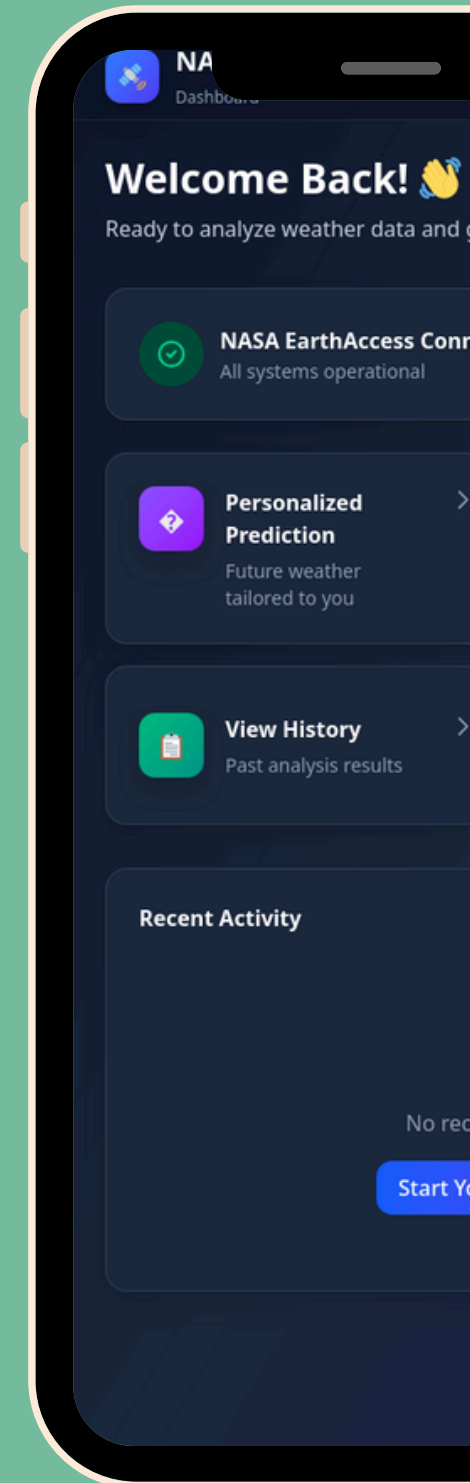 NA
Dashboard
Welcome Back! 👋
Ready to analyze weather data and g
NASA EarthAccess Conn
All systems operational
Personalized
Prediction
Future weather
tailored to you
View History
Past analysis results
Recent Activity
No rec
Start Yo